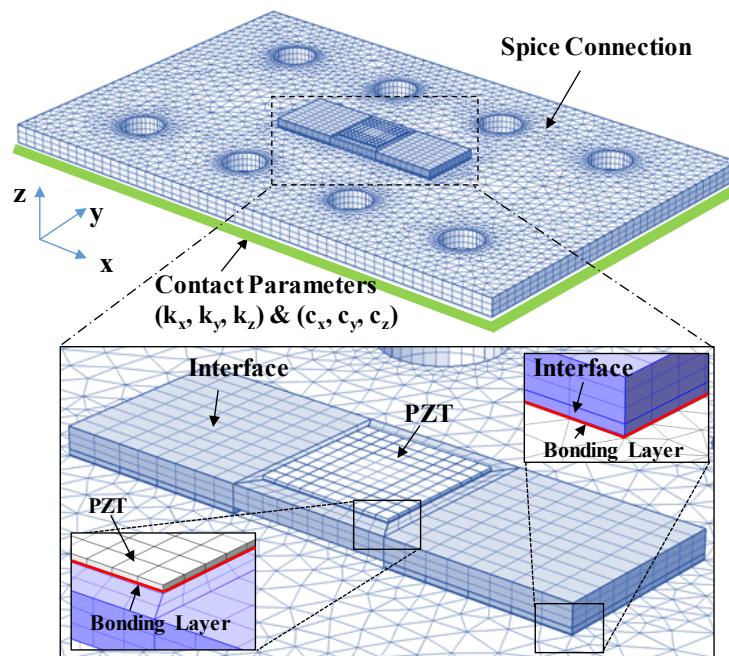 Spice Connection
z
y
x
Contact Parameters
(kx, ky, kz) & (cx, cy, cz)
Interface
PZT
Interface
Bonding Layer
PZT
Bonding Layer